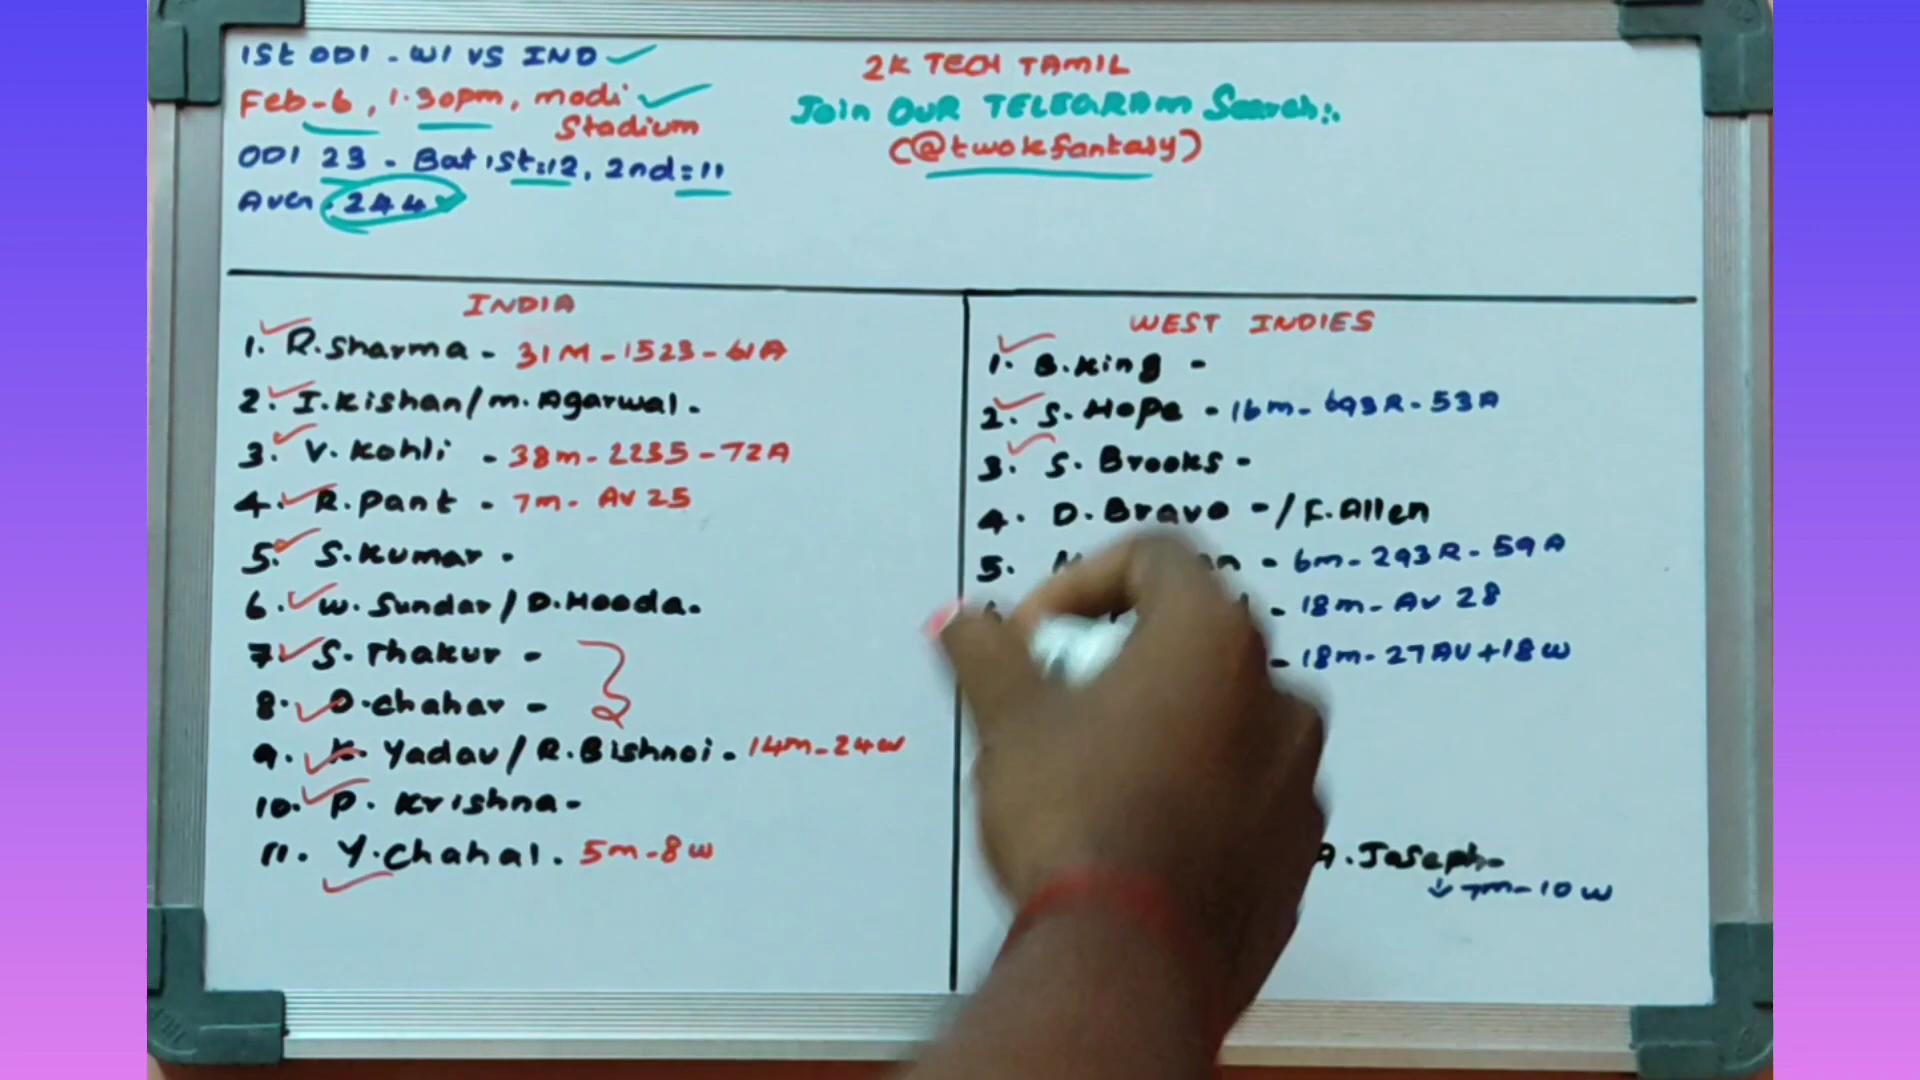 1St ODI - WI VS IND
Feb-6, 1.30pm, modi
Stadium
ODI 23 - Bat 1st=12, 2nd=11
Aver. 244
2K TECH TAMIL
Join OUR TELEGRAM Search:.
(@twokfantasy)
INDIA
1. R.Sharma - 31M - 1523 - 61A
2. I.Kishan/M.Agarwal.
3. V.Kohli - 38m - 2235 - 72A
4. R.Pant - 7m - AV 25
5. S.Kumar -
6. W.Sundar/D.Hooda.
7. S.Thakur -
8. D.chahar -
9. K. Yadav/R.Bishnoi - 14m - 24w
10. P. Krishna -
11. Y.Chahal. 5m - 8w
WEST INDIES
1. B.King -
2. S.Hope - 16m - 693R - 53A
3. S. Brooks -
4. D.Bravo - / F.Allen
5. - 6m - 293R - 59A
- 18m - AV 28
- 18m - 27AV + 18w
A.Joseph -
↓ 7m - 10w